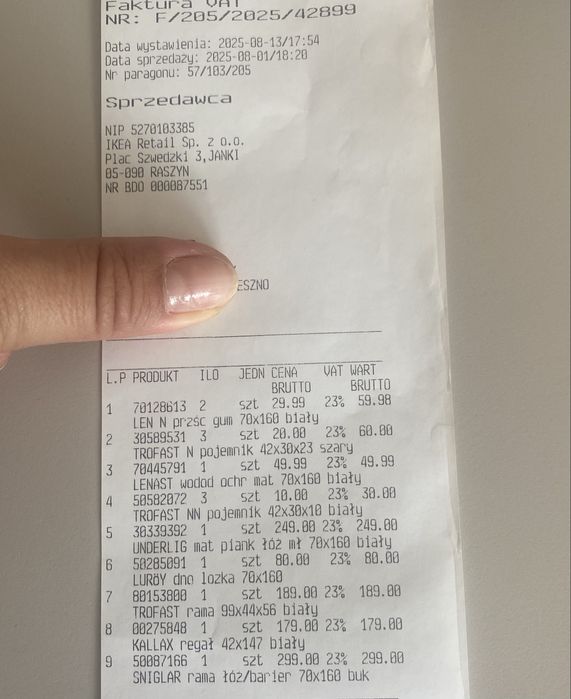 Faktura VAT
NR: F/205/2025/42899
Data wystawienia: 2025-08-13/17:54
Data sprzedaży: 2025-08-01/18:20
Nr paragonu: 57/103/205
Sprzedawca
NIP 5270103385
IKEA Retail Sp. z o.o.
Plac Szwedzki 3,JANKI
05-090 RASZYN
NR BDO 000087551
ESZNO
L.P PRODUKT ILO JEDN CENA VAT WART
BRUTTO BRUTTO
1 70128613 2 szt 29.99 23% 59.98
LEN N prześc gum 70x160 biały
2 30589531 3 szt 20.00 23% 60.00
TROFAST N pojemnik 42x30x23 szary
3 70445791 1 szt 49.99 23% 49.99
LENAST wodod ochr mat 70x160 biały
4 50582072 3 szt 10.00 23% 30.00
TROFAST NN pojemnik 42x30x10 biały
5 30339392 1 szt 249.00 23% 249.00
UNDERLIG mat piank łóż mł 70x160 biały
6 50285091 1 szt 80.00 23% 80.00
LURÖY dno lozka 70x160
7 80153800 1 szt 189.00 23% 189.00
TROFAST rama 99x44x56 biały
8 00275848 1 szt 179.00 23% 179.00
KALLAX regał 42x147 biały
9 50087166 1 szt 299.00 23% 299.00
SNIGLAR rama łóż/barier 70x160 buk